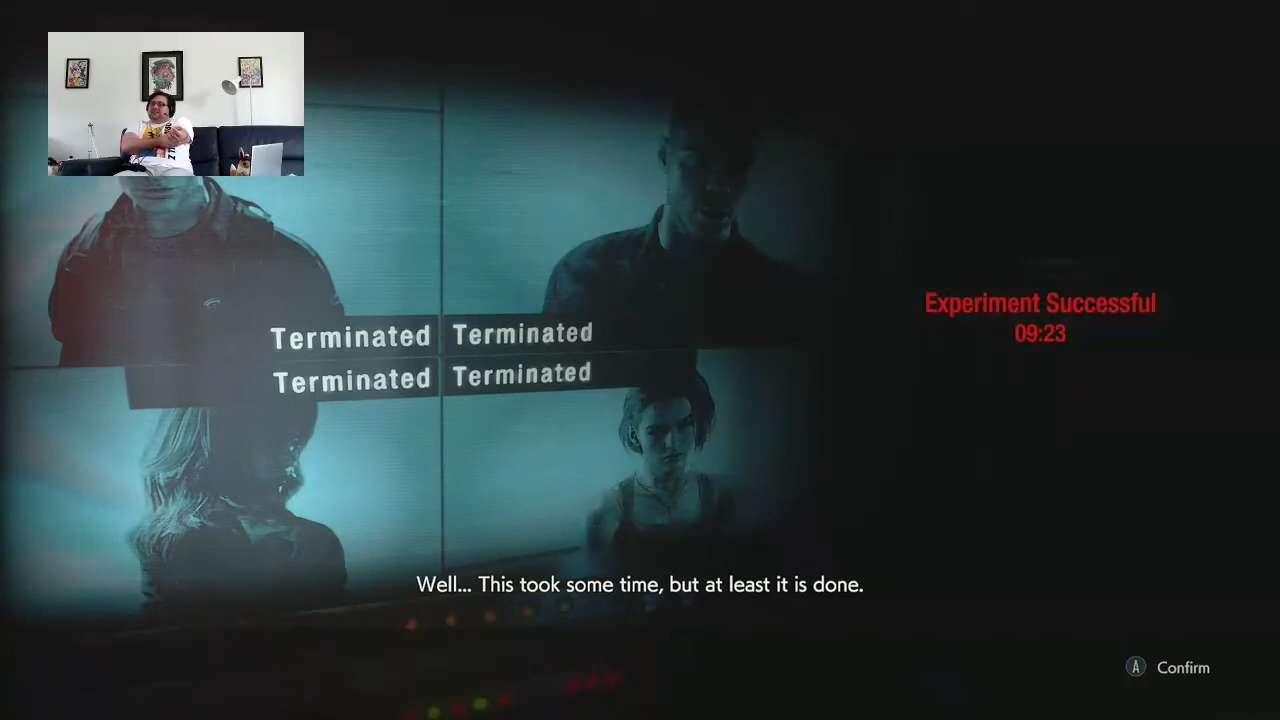 Terminated
Terminated
Terminated
Terminated
Experiment Successful
09:23
Well... This took some time, but at least it is done.
A Confirm